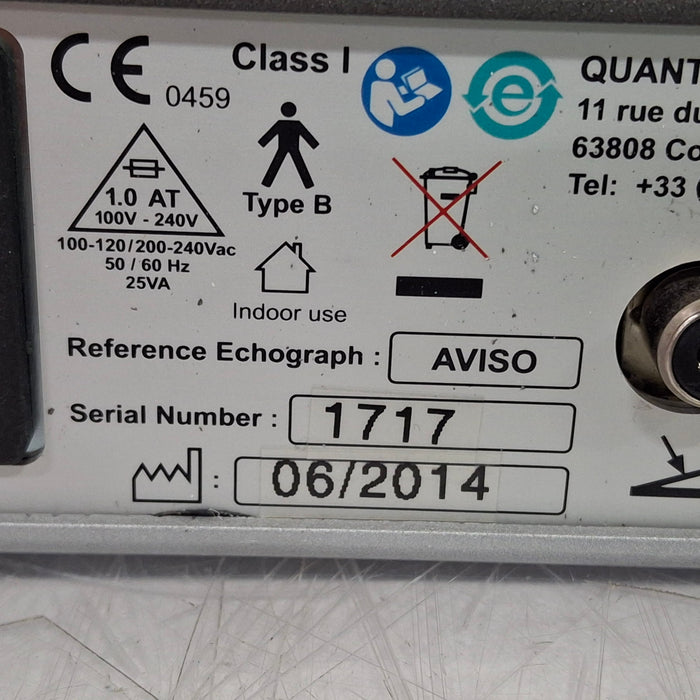 CE 0459
Class I
QUANT
11 rue du
63808 Co
Tel: +33
1.0 AT
100V - 240V
100-120/200-240Vac
50 / 60 Hz
25VA
Type B
Indoor use
e
Reference Echograph : AVISO
Serial Number : 1717
: 06/2014